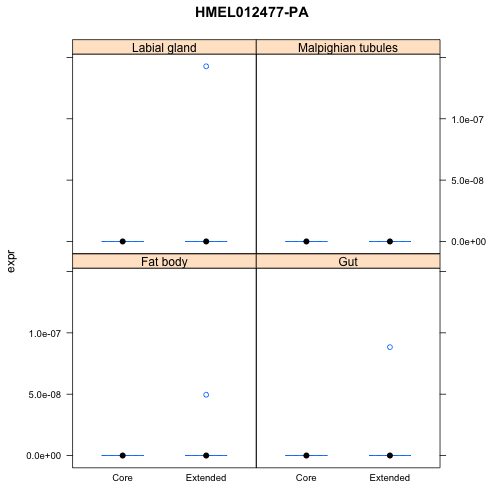 HMEL012477-PA
Labial gland
Malpighian tubules
1.0e-07
5.0e-08
0.0e+00
expr
Fat body
Gut
1.0e-07
5.0e-08
0.0e+00
Core
Extended
Core
Extended